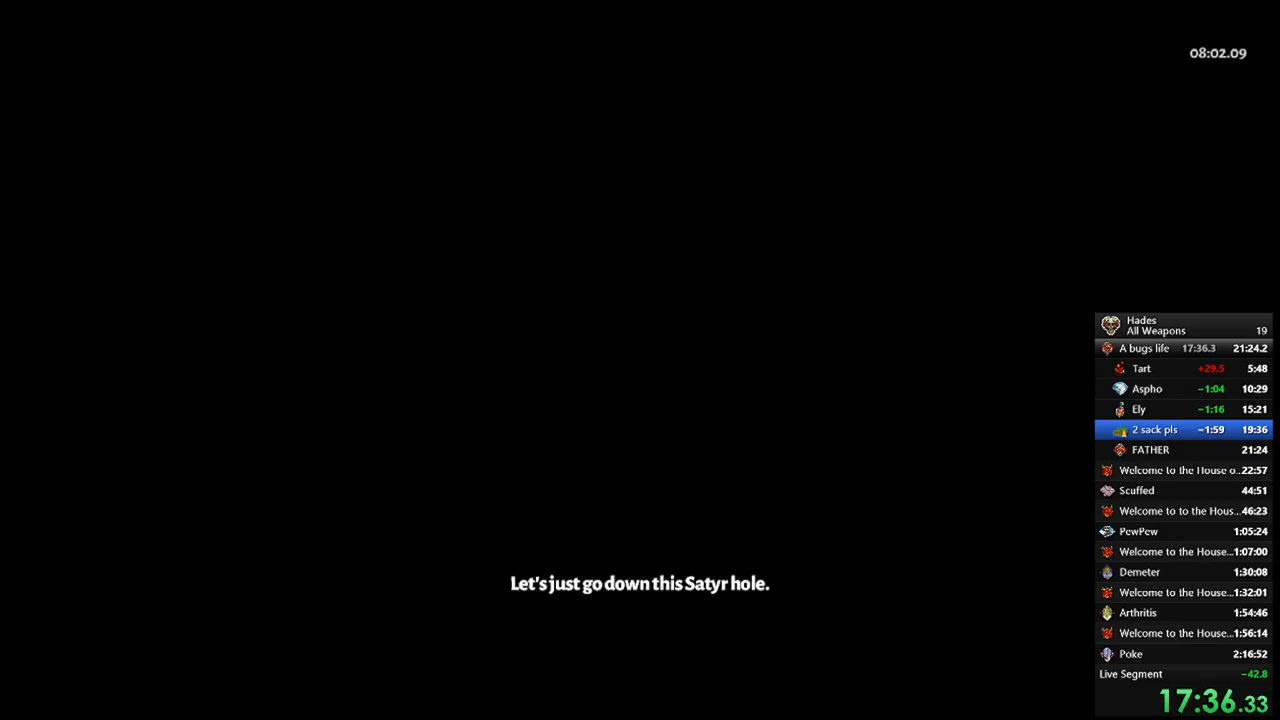 08:02.09
Let's just go down this Satyr hole.
Hades
All Weapons 19
A bugs life 17:36.3 21:24.2
Tart +29.5 5:48
Aspho −1:04 10:29
Ely −1:16 15:21
2 sack pls −1:59 19:36
FATHER 21:24
Welcome to the House o..22:57
Scuffed 44:51
Welcome to to the Hous...46:23
PewPew 1:05:24
Welcome to the House...1:07:00
Demeter 1:30:08
Welcome to the House...1:32:01
Arthritis 1:54:46
Welcome to the House...1:56:14
Poke 2:16:52
Live Segment −42.8
17:36.33